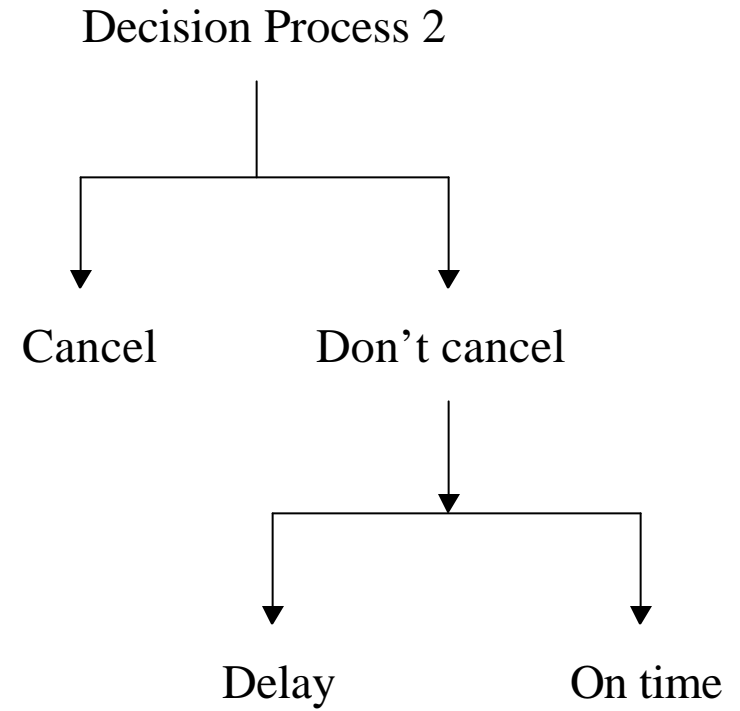 Decision Process 2
Cancel
Don’t cancel
Delay
On time